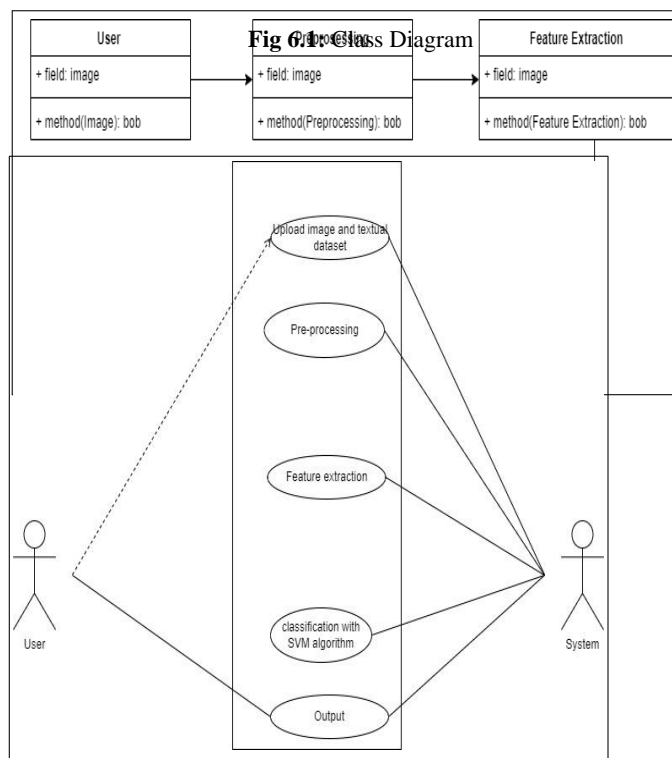 User
Preprosessing
Fig 6.1: Class Diagram
Feature Extraction
+ field: image
+ field: image
+ field: image
+ method(Image): bob
+ method(Preprocessing): bob
+ method(Feature Extraction): bob
Upload image and textual
dataset
Pre-processing
Feature extraction
classification with
SVM algorithm
Output
User
System